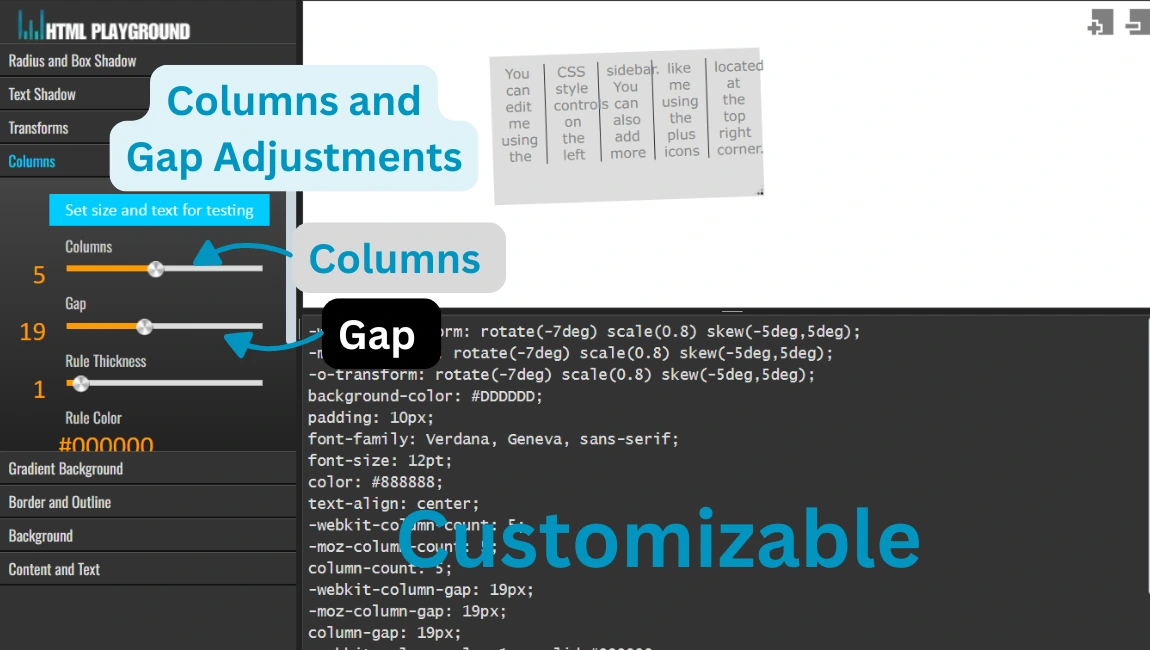 HTML PLAYGROUND
Radius and Box Shadow
Text Shadow
Transforms
Columns
Columns and
Gap Adjustments
Set size and text for testing
Columns
5
Gap
19
Rule Thickness
1
Rule Color
#000000
Gradient Background
Border and Outline
Background
Content and Text
Columns
Gap
You
can
edit
me
using
the
CSS
style
controls
on
the
left
sidebar.
You
can
also
add
more
like
me
using
the
plus
icons
located
at
the
top
right
corner.
rotate(-7deg) scale(0.8) skew(-5deg,5deg);
rotate(-7deg) scale(0.8) skew(-5deg,5deg);
-o-transform: rotate(-7deg) scale(0.8) skew(-5deg,5deg);
background-color: #DDDDDD;
padding: 10px;
font-family: Verdana, Geneva, sans-serif;
font-size: 12pt;
color: #888888;
text-align: center;
-webkit-column-count: 5;
-moz-column-count: 5;
column-count: 5;
-webkit-column-gap: 19px;
-moz-column-gap: 19px;
column-gap: 19px;
Customizable